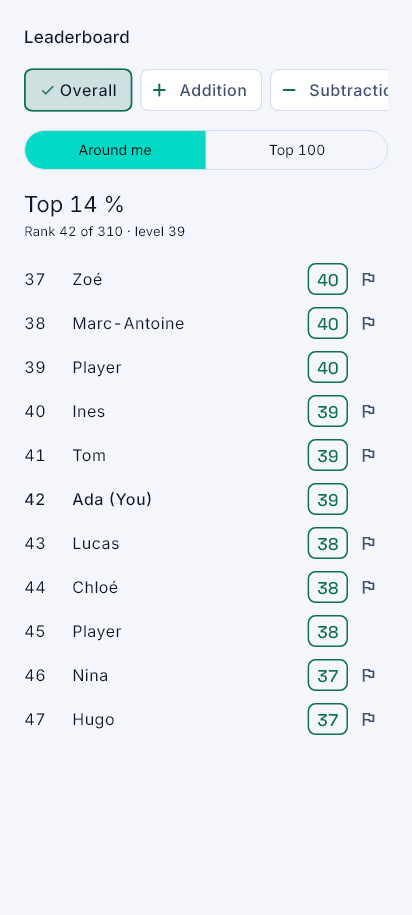 Leaderboard
Overall Addition Subtractic
Around me Top 100
Top 14 %
Rank 42 of 310 · level 39
37 Zoé 40
38 Marc-Antoine 40
39 Player 40
40 Ines 39
41 Tom 39
42 Ada (You) 39
43 Lucas 38
44 Chloé 38
45 Player 38
46 Nina 37
47 Hugo 37